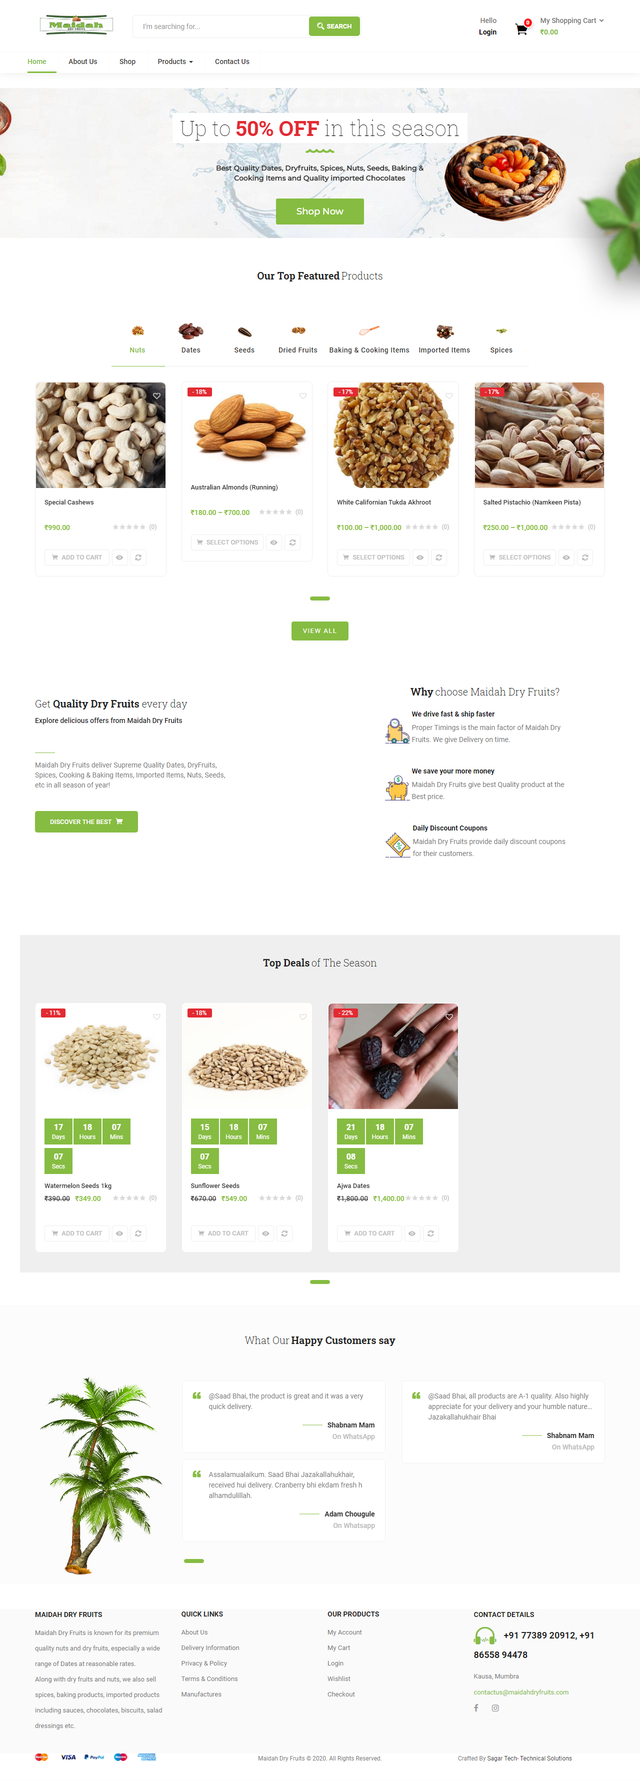 Maidah
DRY FRUITS
I'm searching for...
SEARCH
Hello
Login
0
My Shopping Cart
₹0.00
Home
About Us
Shop
Products
Contact Us
Up to 50% OFF in this season
Best Quality Dates, Dryfruits, Spices, Nuts, Seeds, Baking &
Cooking Items and Quality imported Chocolates
Shop Now
Our Top Featured Products
Nuts
Dates
Seeds
Dried Fruits
Baking & Cooking Items
Imported Items
Spices
Special Cashews
₹990.00
(0)
ADD TO CART
- 18%
Australian Almonds (Running)
₹180.00 – ₹700.00
(0)
SELECT OPTIONS
- 17%
White Californian Tukda Akhroot
₹100.00 – ₹1,000.00
(0)
SELECT OPTIONS
- 17%
Salted Pistachio (Namkeen Pista)
₹250.00 – ₹1,000.00
(0)
SELECT OPTIONS
VIEW ALL
Get Quality Dry Fruits every day
Explore delicious offers from Maidah Dry Fruits
Maidah Dry Fruits deliver Supreme Quality Dates, DryFruits,
Spices, Cooking & Baking Items, Imported Items, Nuts, Seeds,
etc in all season of year!
DISCOVER THE BEST
Why choose Maidah Dry Fruits?
We drive fast & ship faster
Proper Timings is the main factor of Maidah Dry
Fruits. We give Delivery on time.
We save your more money
Maidah Dry Fruits give best Quality product at the
Best price.
Daily Discount Coupons
Maidah Dry Fruits provide daily discount coupons
for their customers.
Top Deals of The Season
- 11%
17 Days
18 Hours
07 Mins
07 Secs
Watermelon Seeds 1kg
₹390.00 ₹349.00
(0)
ADD TO CART
- 18%
15 Days
18 Hours
07 Mins
07 Secs
Sunflower Seeds
₹670.00 ₹549.00
(0)
ADD TO CART
- 22%
21 Days
18 Hours
07 Mins
08 Secs
Ajwa Dates
₹1,800.00 ₹1,400.00
(0)
ADD TO CART
What Our Happy Customers say
@Saad Bhai, the product is great and it was a very
quick delivery.
Shabnam Mam
On WhatsApp
Assalamualaikum. Saad Bhai Jazakallahukhair,
received hui delivery. Cranberry bhi ekdam fresh h
alhamdulillah.
Adam Chougule
On Whatsapp
@Saad Bhai, all products are A-1 quality. Also highly
appreciate for your delivery and your humble nature...
Jazakallahukhair Bhai
Shabnam Mam
On WhatsApp
MAIDAH DRY FRUITS
Maidah Dry Fruits is known for its premium
quality nuts and dry fruits, especially a wide
range of Dates at reasonable rates.
Along with dry fruits and nuts, we also sell
spices, baking products, imported products
including sauces, chocolates, biscuits, salad
dressings etc.
QUICK LINKS
About Us
Delivery Information
Privacy & Policy
Terms & Conditions
Manufactures
OUR PRODUCTS
My Account
My Cart
Login
Wishlist
Checkout
CONTACT DETAILS
+91 77389 20912, +91
86558 94478
Kausa, Mumbra
contactus@maidahdryfruits.com
VISA
PayPal
Maidah Dry Fruits © 2020. All Rights Reserved.
Crafted By Sagar Tech- Technical Solutions